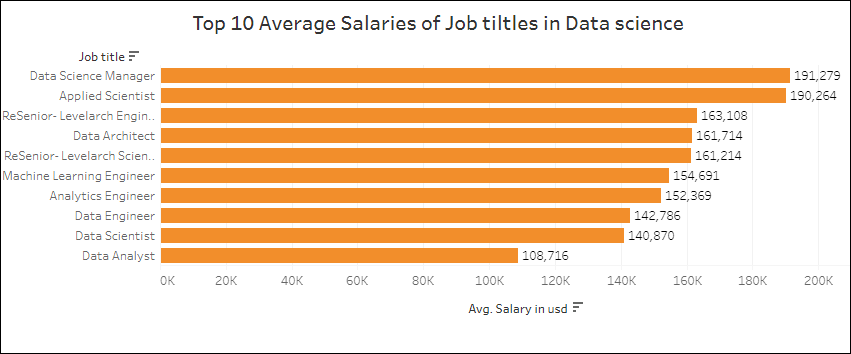 Top 10 Average Salaries of Job tiltles in Data science
Job title
Data Science Manager 191,279
Applied Scientist 190,264
ReSenior- Levelarch Engin.. 163,108
Data Architect 161,714
ReSenior- Levelarch Scien.. 161,214
Machine Learning Engineer 154,691
Analytics Engineer 152,369
Data Engineer 142,786
Data Scientist 140,870
Data Analyst 108,716
0K 20K 40K 60K 80K 100K 120K 140K 160K 180K 200K
Avg. Salary in usd